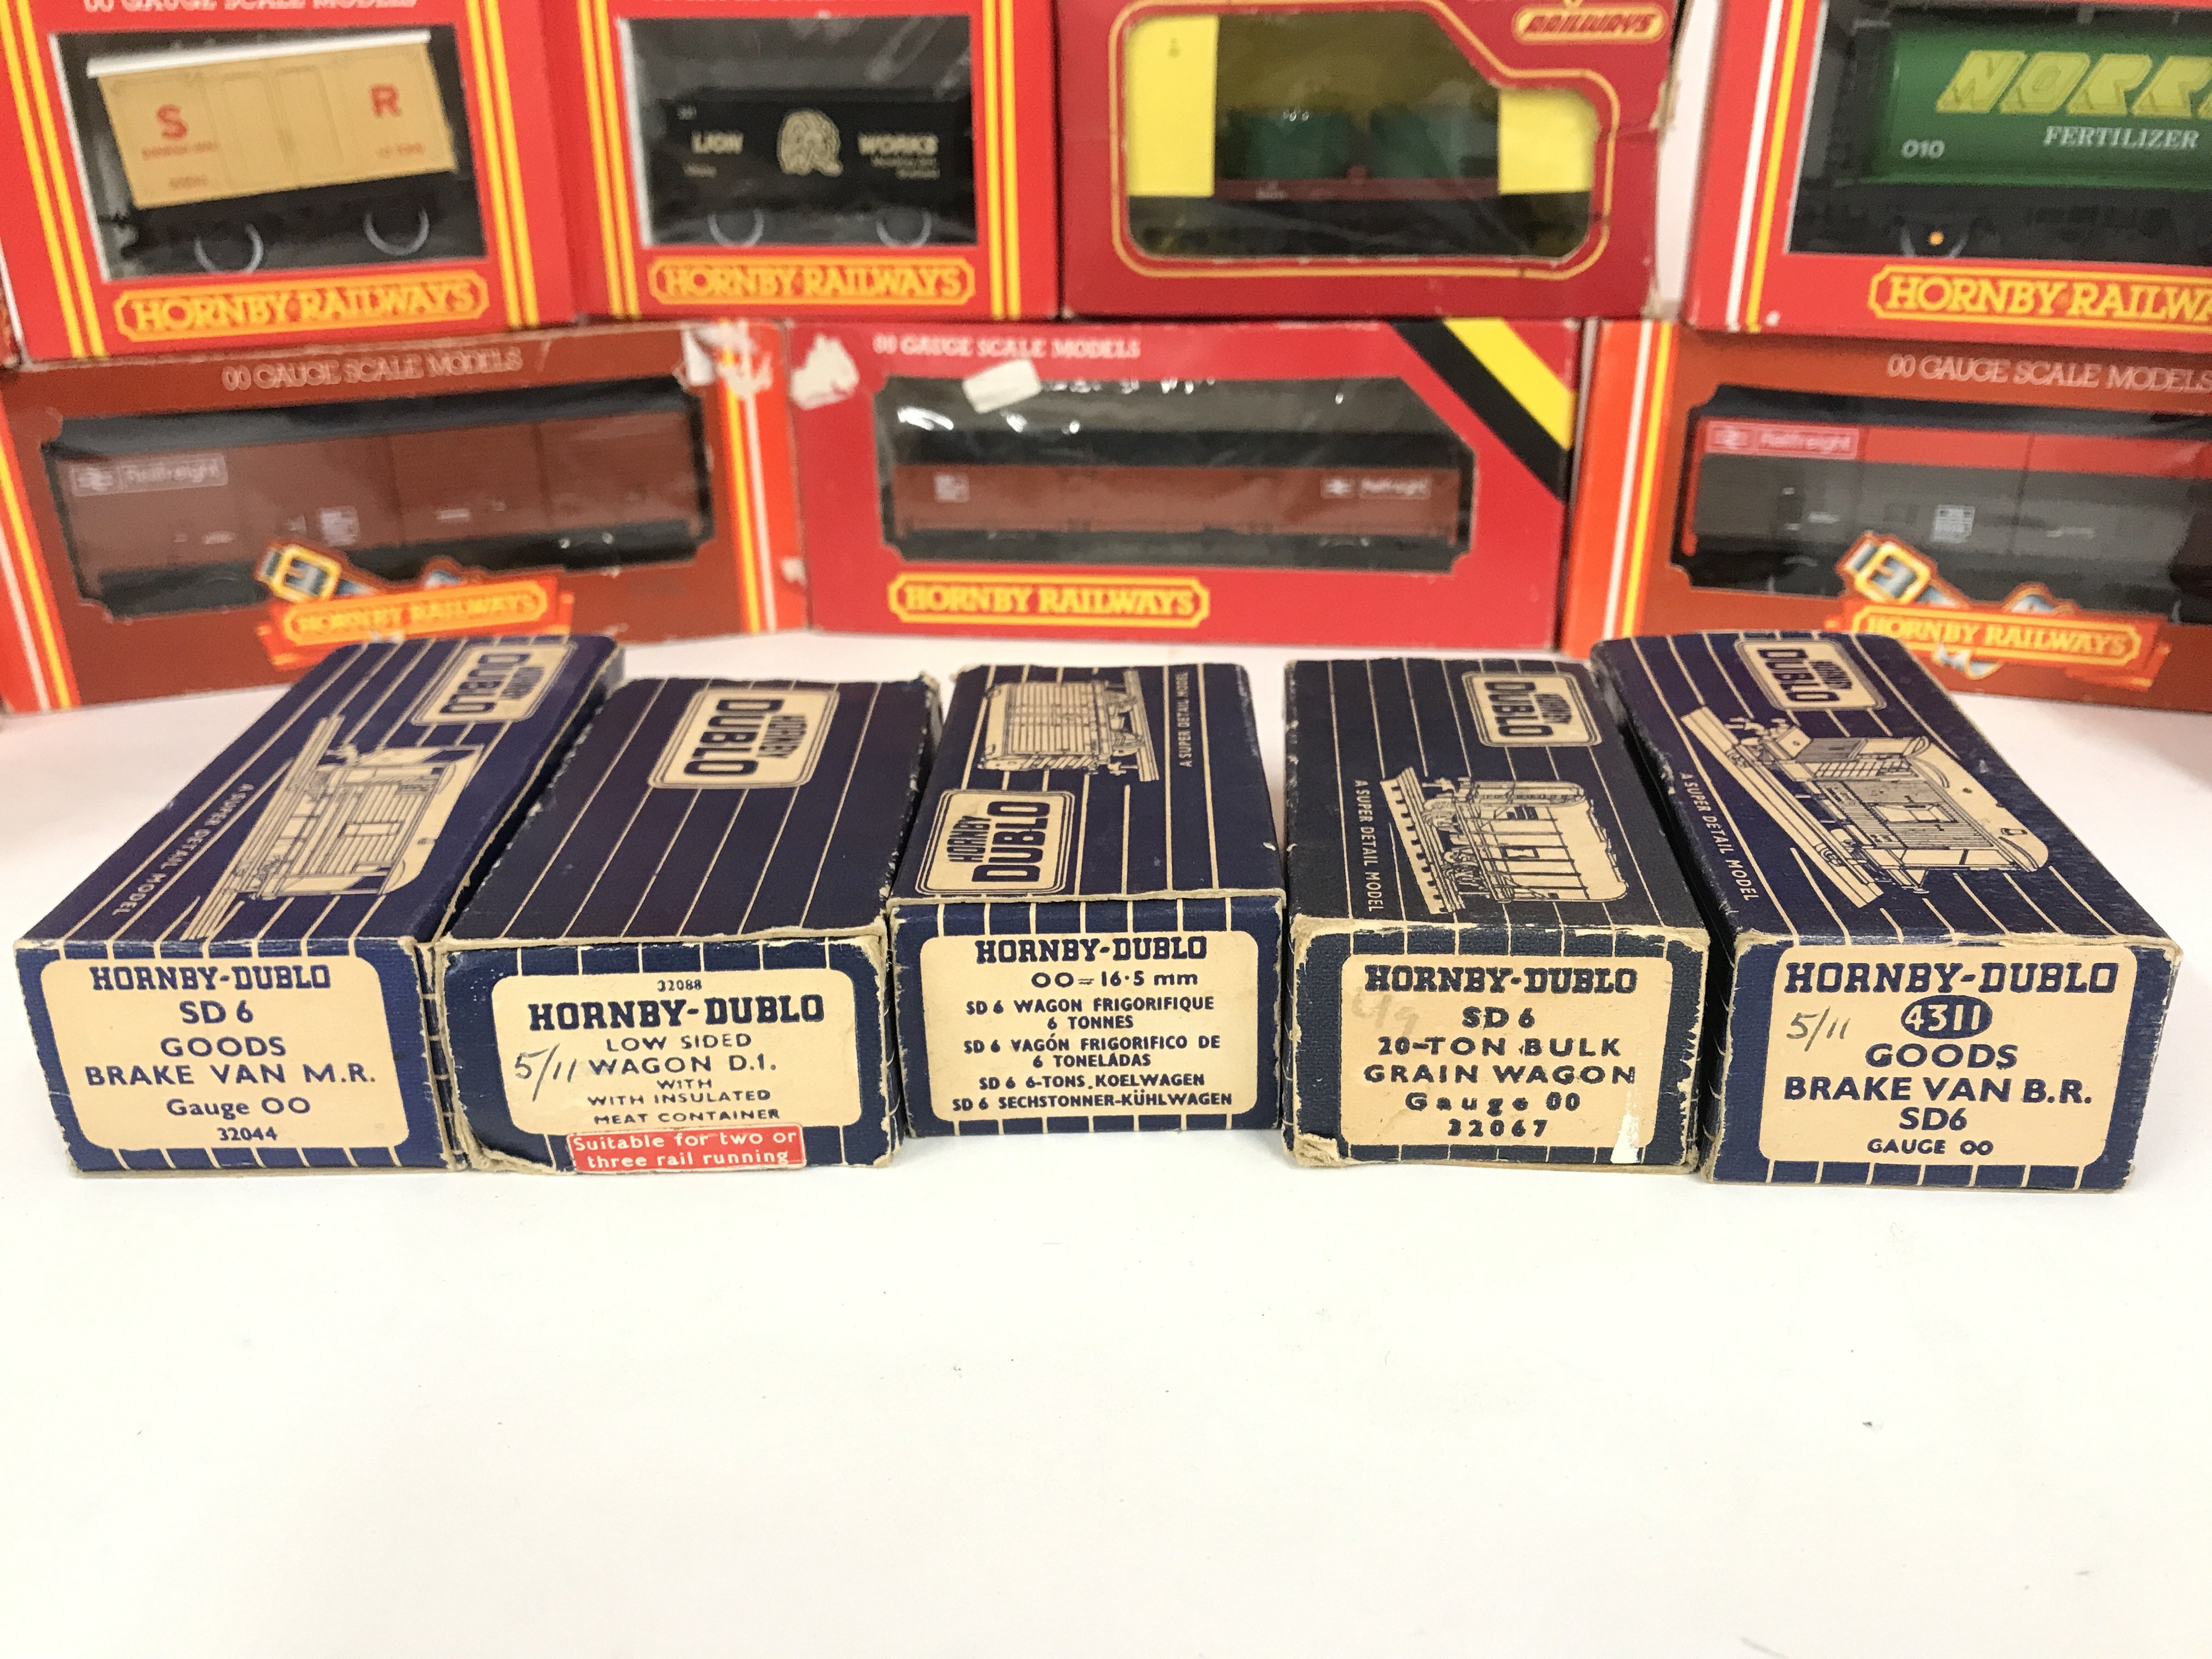 00 GAUGE SCALE MODELS
S
R
HORNBY RAILWAYS
LION
WORKS
HORNBY RAILWAYS
RAILWAYS
NORR
FERTILIZER
010
HORNBY RAILWAY
00 GAUGE SCALE MODELS
Railfreight
HORNBY RAILWAYS
00 GAUGE SCALE MODELS
Railfreight
HORNBY RAILWAYS
00 GAUGE SCALE MODELS
Railfreight
HORNBY RAILWAYS
HORNBY
DUBLO
A SUPER DETAIL MODEL
HORNBY-DUBLO
SD 6
GOODS
BRAKE VAN M.R.
Gauge OO
32044
HORNBY
DUBLO
32088
HORNBY-DUBLO
LOW SIDED
5/11 WAGON D.1.
WITH
WITH INSULATED
MEAT CONTAINER
Suitable for two or
three rail running
A SUPER DETAIL MODEL
HORNBY
DUBLO
HORNBY-DUBLO
OO=16·5 mm
SD 6 WAGON FRIGORIFIQUE
6 TONNES
SD 6 VAGÓN FRIGORIFICO DE
6 TONELÁDAS
SD 6 6-TONS. KOELWAGEN
SD 6 SECHSTONNER-KÜHLWAGEN
HORNBY
DUBLO
A SUPER DETAIL MODEL
HORNBY-DUBLO
SD 6
20-TON BULK
GRAIN WAGON
Gauge 00
32067
HORNBY
DUBLO
A SUPER DETAIL MODEL
HORNBY-DUBLO
5/11 4311
GOODS
BRAKE VAN B.R.
SD6
GAUGE OO